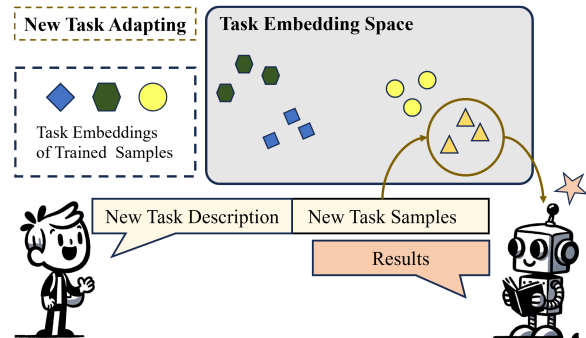 New Task Adapting
Task Embedding Space
Task Embeddings
of Trained Samples
New Task Description
New Task Samples
Results